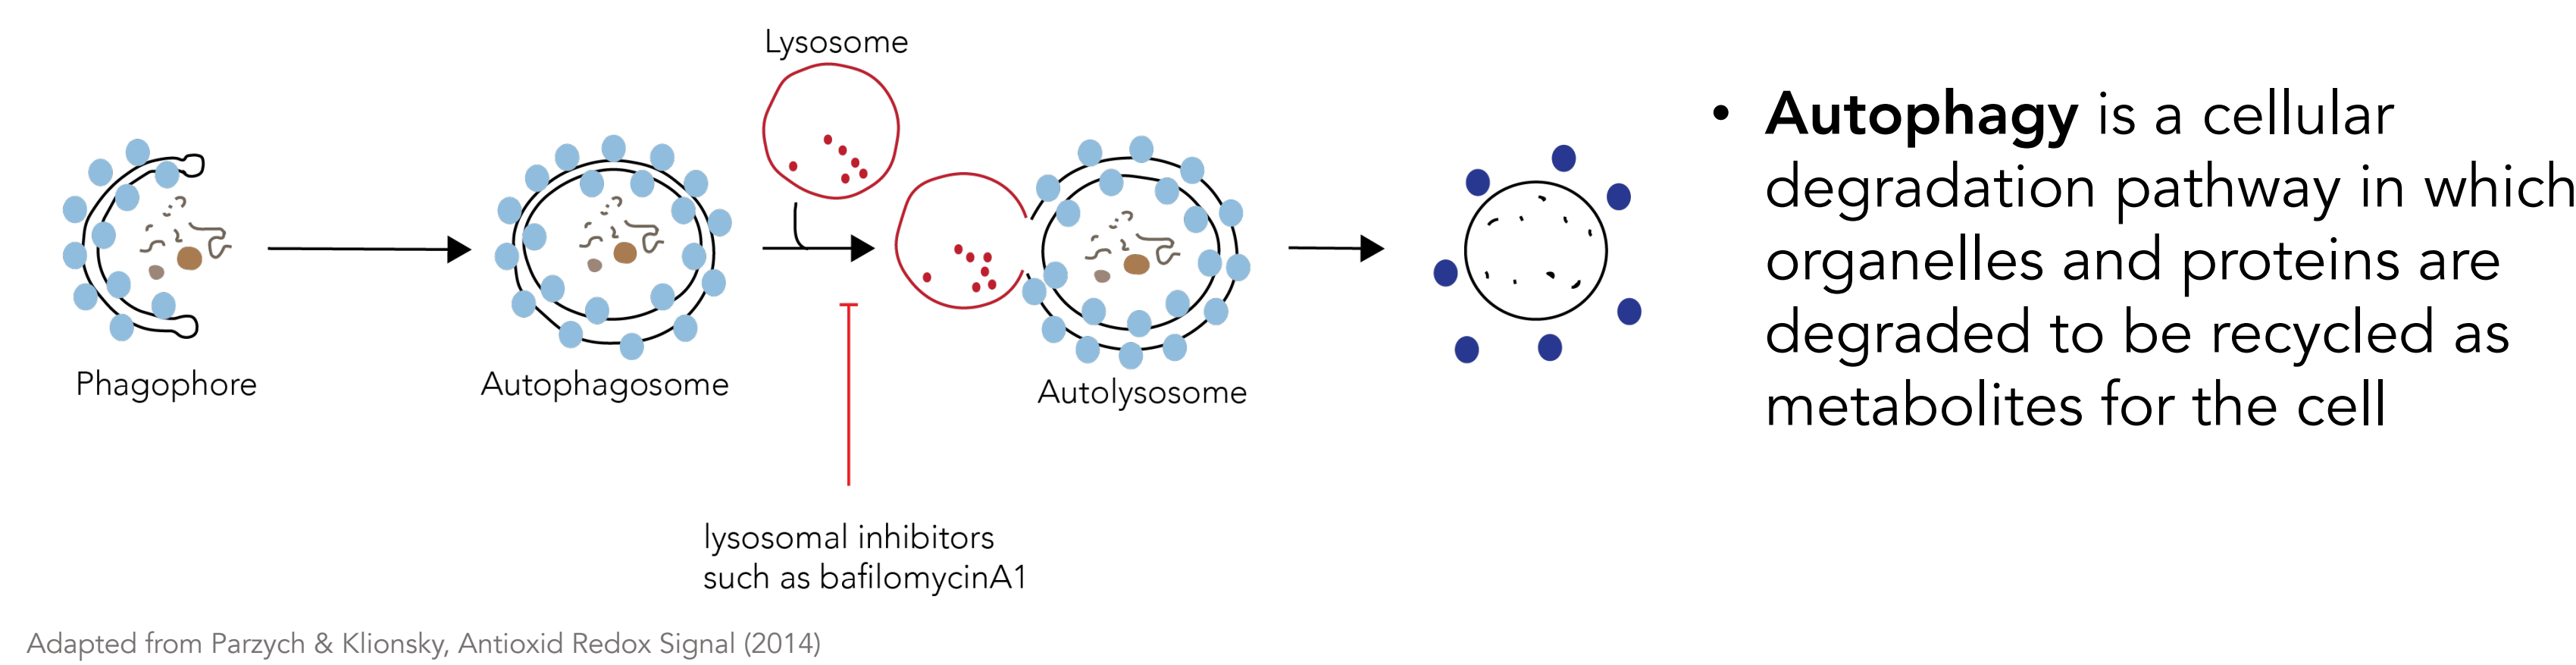 Lysosome
Phagophore
Autophagosome
Autolysosome
lysosomal inhibitors
such as bafilomycinA1
• Autophagy is a cellular
degradation pathway in which
organelles and proteins are
degraded to be recycled as
metabolites for the cell
Adapted from Parzych & Klionsky, Antioxid Redox Signal (2014)